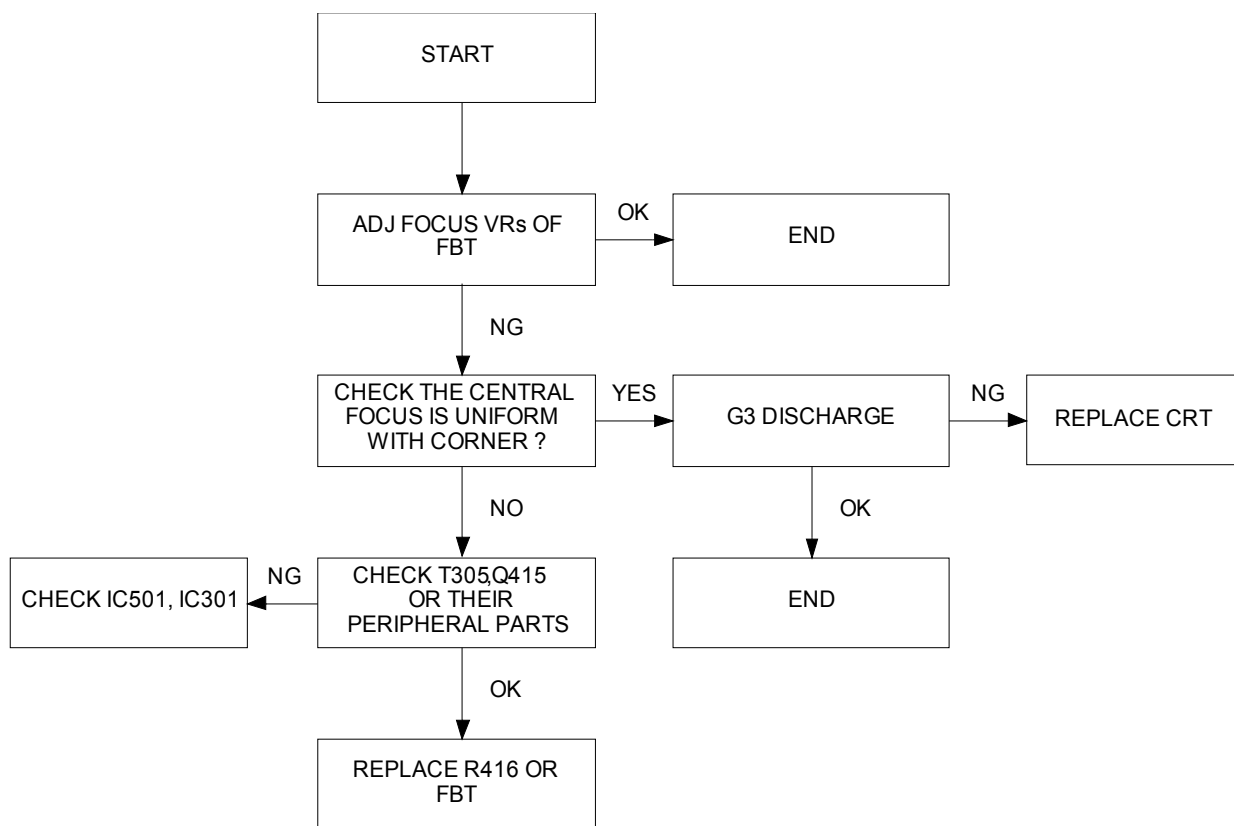 START
ADJ FOCUS VRs OF
FBT
OK
END
NG
CHECK THE CENTRAL
FOCUS IS UNIFORM
WITH CORNER ?
YES
G3 DISCHARGE
NG
REPLACE CRT
NO
OK
CHECK IC501, IC301
NG
CHECK T305,Q415
OR THEIR
PERIPHERAL PARTS
END
OK
REPLACE R416 OR
FBT